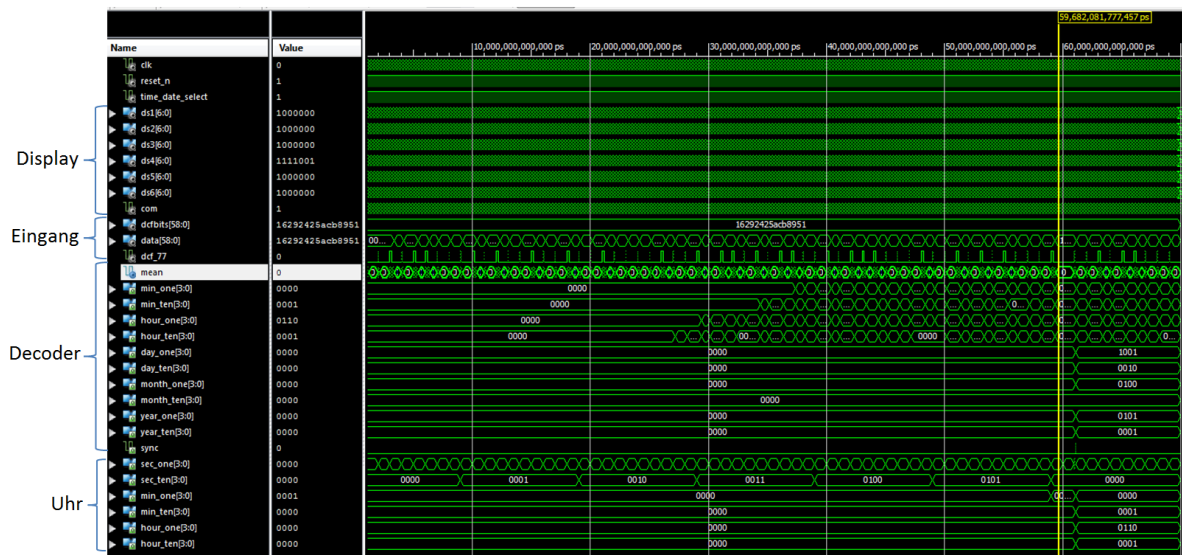 59,682,081,777,457 ps
Name Value
10,000,000,000,000 ps 20,000,000,000,000 ps 30,000,000,000,000 ps 40,000,000,000,000 ps 50,000,000,000,000 ps 60,000,000,000,000 ps
clk 0
reset_n 1
time_date_select 1
Display
ds1[6:0] 1000000
ds2[6:0] 1000000
ds3[6:0] 1000000
ds4[6:0] 1111001
ds5[6:0] 1000000
ds6[6:0] 1000000
com 1
Eingang
dcfbits[58:0] 16292425acb8951 16292425acb8951
data[58:0] 16292425acb8951 00...
dcf_77 0
Decoder
mean 0
min_one[3:0] 0000 0000
min_ten[3:0] 0001 0000 0...
hour_one[3:0] 0110 0000
hour_ten[3:0] 0001 0000 00... 0000 0...
day_one[3:0] 0000 0000 1001
day_ten[3:0] 0000 0000 0010
month_one[3:0] 0000 0000 0100
month_ten[3:0] 0000 0000
year_one[3:0] 0000 0000 0101
year_ten[3:0] 0000 0000 0001
sync 0
Uhr
sec_one[3:0] 0000
sec_ten[3:0] 0000 0000 0001 0010 0011 0100 0101 0000
min_one[3:0] 0001 0000 00... 0000
min_ten[3:0] 0000 0000 0001
hour_one[3:0] 0000 0000 0110
hour_ten[3:0] 0000 0000 0001